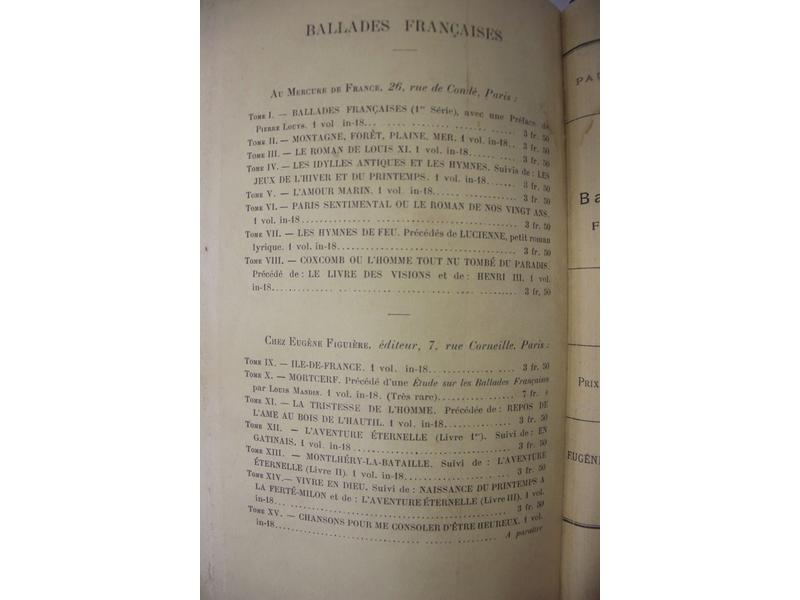 BALLADES FRANÇAISES
Au Mercure de France, 26, rue de Condé, Paris :
Tome I. — BALLADES FRANÇAISES (1re Série), avec une Préface de
Pierre Louys. 1 vol in-18... 3 fr. 50
Tome II. — MONTAGNE, FORÊT, PLAINE, MER. 1 vol. in-18.. 3 fr. 50
Tome III. — LE ROMAN DE LOUIS XI. 1 vol. in-18......... 3 fr. 50
Tome IV. — LES IDYLLES ANTIQUES ET LES HYMNES. Suivis de : LES
JEUX DE L'HIVER ET DU PRINTEMPS. 1 vol. in-18...... 3 fr. 50
Tome V. — L'AMOUR MARIN. 1 vol. in-18.................. 3 fr. 50
Tome VI. — PARIS SENTIMENTAL OU LE ROMAN DE NOS VINGT ANS.
1 vol. in-18........................................ 3 fr. 50
Tome VII. — LES HYMNES DE FEU. Précédés de LUCIENNE, petit roman
lyrique. 1 vol. in-18............................... 3 fr. 50
Tome VIII. — COXCOMB OU L'HOMME TOUT NU TOMBÉ DU PARADIS.
Précédé de : LE LIVRE DES VISIONS et de : HENRI III. 1 vol.
in-18............................................... 3 fr. 50
Chez Eugène Figuière, éditeur, 7, rue Corneille, Paris :
Tome IX. — ILE-DE-FRANCE. 1 vol. in-18................. 3 fr. 50
Tome X. — MORTCERF. Précédé d'une Étude sur les Ballades Françaises
par Louis Mandin. 1 vol. in-18. (Très rare)................ 7 fr. »
Tome XI. — LA TRISTESSE DE L'HOMME. Précédée de : REPOS DE
L'AME AU BOIS DE L'HAUTIL. 1 vol. in-18............ 3 fr. 50
Tome XII. — L'AVENTURE ÉTERNELLE (Livre 1er). Suivi de : EN
GATINAIS. 1 vol. in-18 ............................. 3 fr. 50
Tome XIII. — MONTLHÉRY-LA-BATAILLE. Suivi de : L'AVENTURE
ÉTERNELLE (Livre II). 1 vol. in-18.................. 3 fr. 50
Tome XIV. — VIVRE EN DIEU. Suivi de : NAISSANCE DU PRINTEMPS A
LA FERTÉ-MILON et de : L'AVENTURE ÉTERNELLE (Livre III). 1 vol.
in-18... 3 fr. 50
Tome XV. — CHANSONS POUR ME CONSOLER D'ÊTRE HEUREUX. 1 vol.
in-18............................................... A paraître
Prix
EUGÈNE